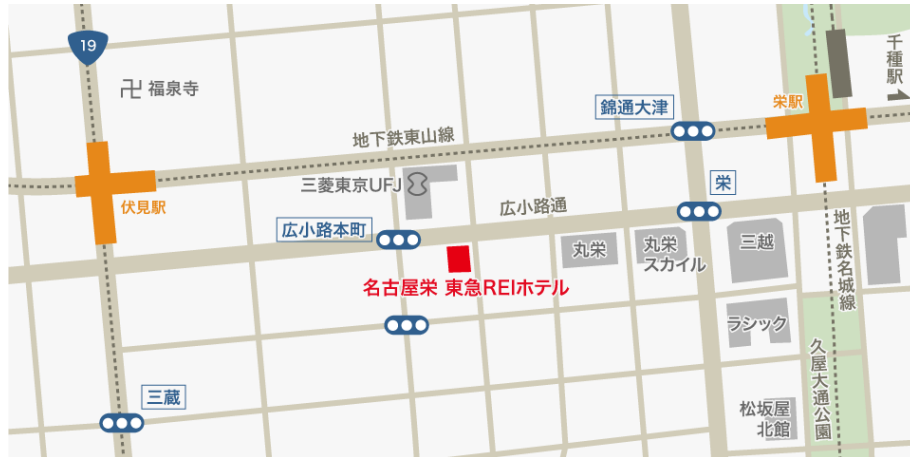 19
福泉寺
千種駅
栄駅
錦通大津
地下鉄東山線
三菱東京UFJ
栄
伏見駅
広小路通
広小路本町
丸栄
丸栄
スカイル
三越
地下鉄名城線
名古屋栄 東急REIホテル
ラシック
久屋大通公園
三蔵
松坂屋
北館